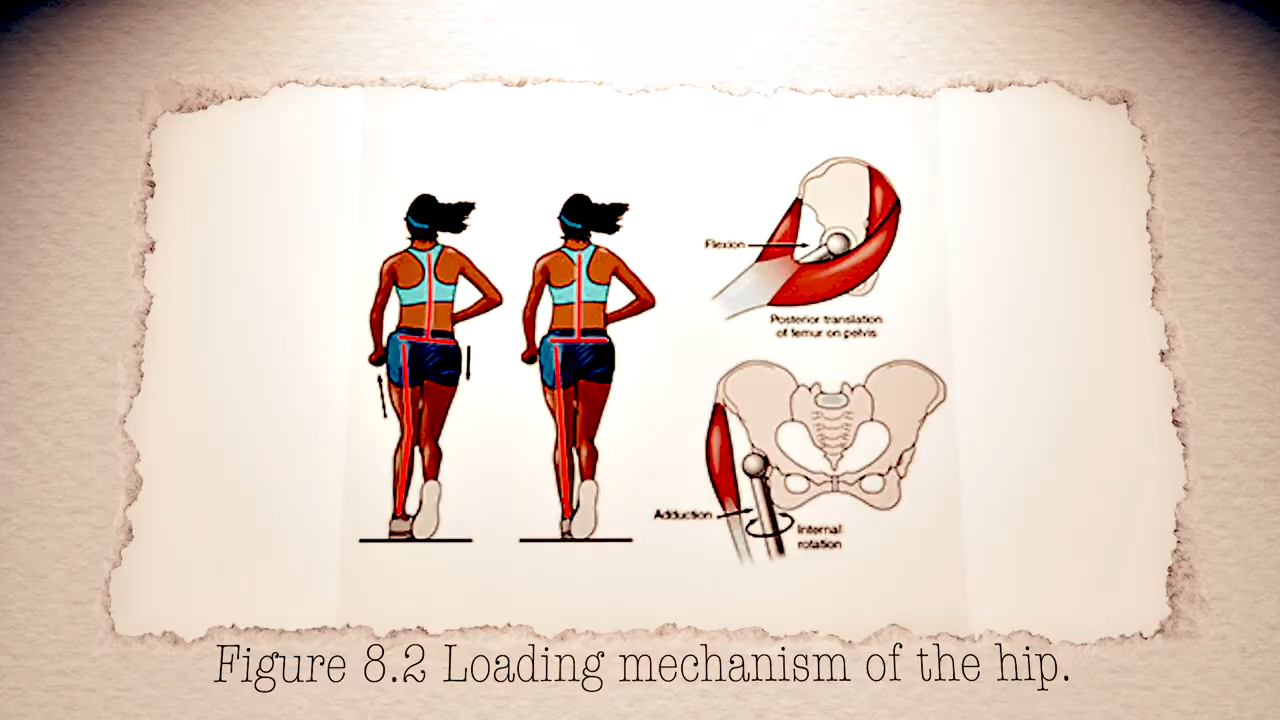 Flexion
Posterior translation
of femur on pelvis
Adduction
Internal
rotation
Figure 8.2 Loading mechanism of the hip.